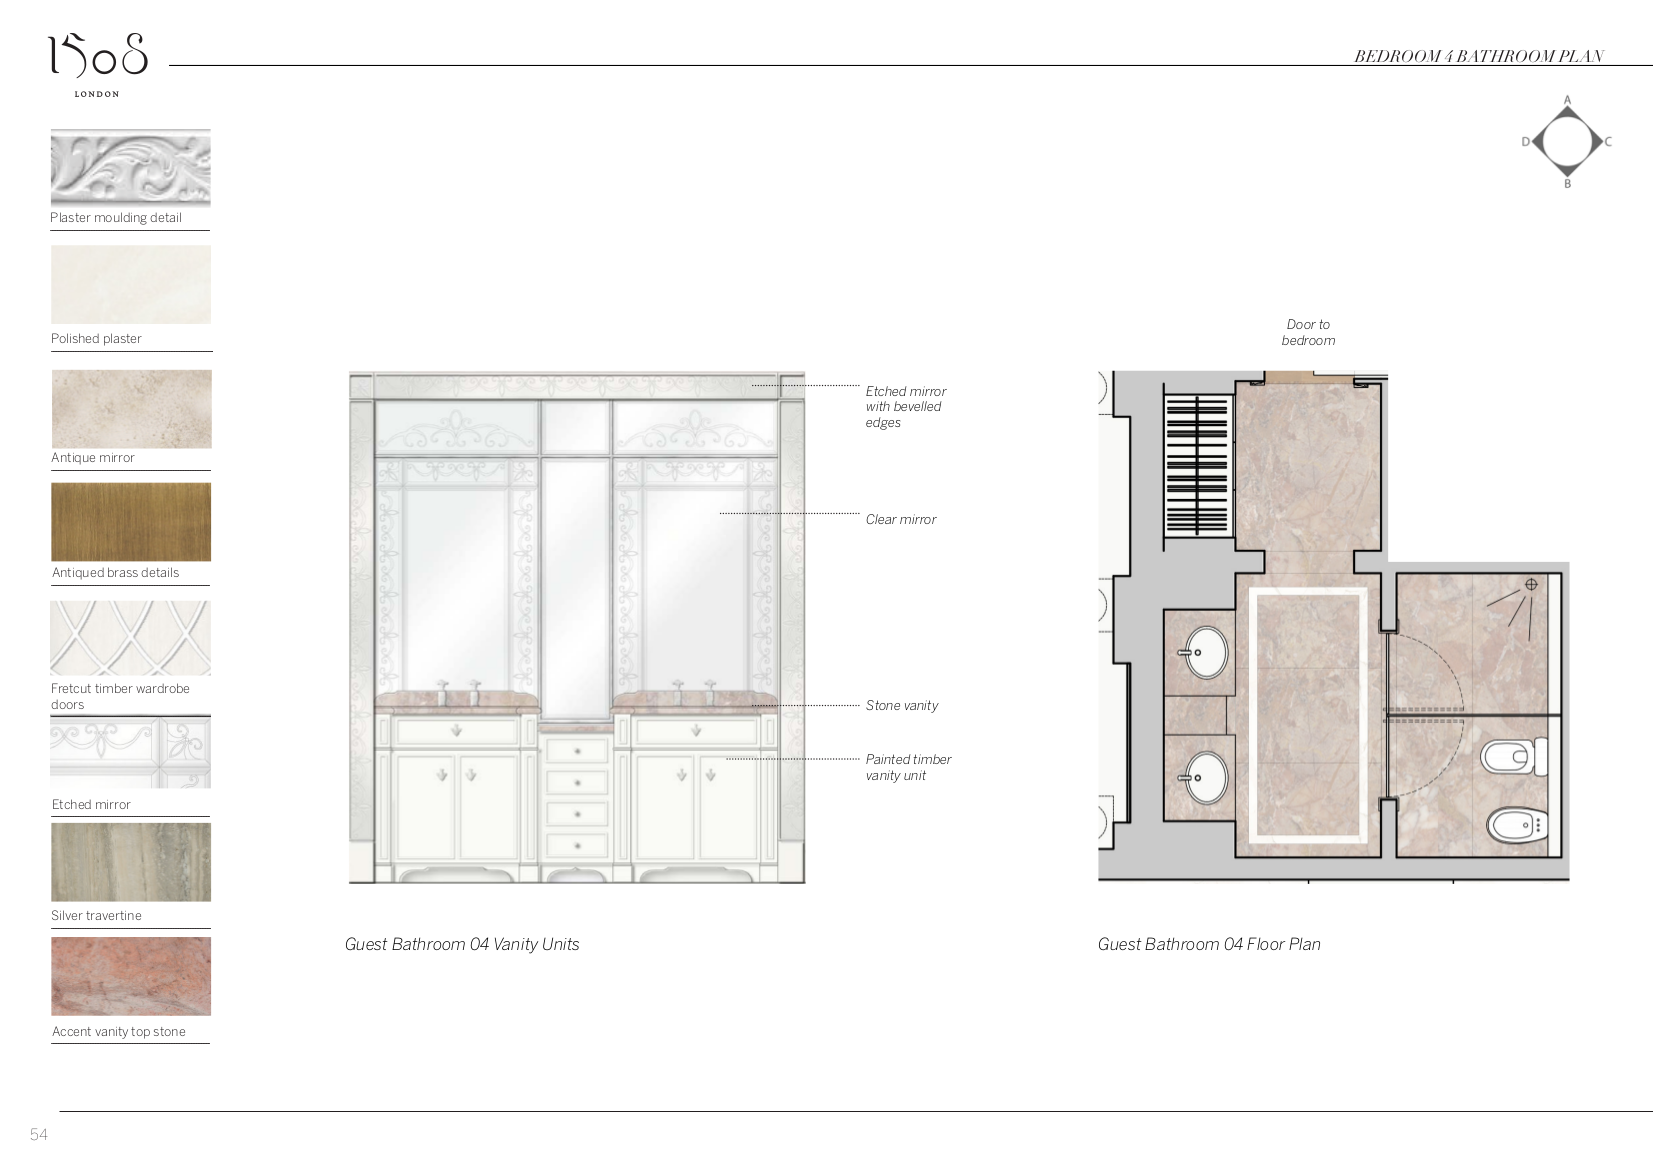 1508
LONDON
BEDROOM 4 BATHROOM PLAN
A
D
C
B
Plaster moulding detail
Polished plaster
Antique mirror
Antiqued brass details
Fretcut timber wardrobe
doors
Etched mirror
Silver travertine
Accent vanity top stone
Etched mirror
with bevelled
edges
Clear mirror
Stone vanity
Painted timber
vanity unit
Guest Bathroom 04 Vanity Units
Door to
bedroom
Guest Bathroom 04 Floor Plan
54